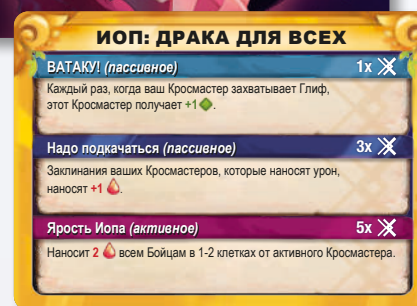 ИОП: ДРАКА ДЛЯ ВСЕХ
ВАТАКУ! (пассивное) 1x
Каждый раз, когда ваш Кросмастер захватывает Глиф,
этот Кросмастер получает +1.
Надо подкачаться (пассивное) 3x
Заклинания ваших Кросмастеров, которые наносят урон,
наносят +1.
Ярость Иопа (активное) 5x
Наносит 2 всем Бойцам в 1-2 клетках от активного Кросмастера.